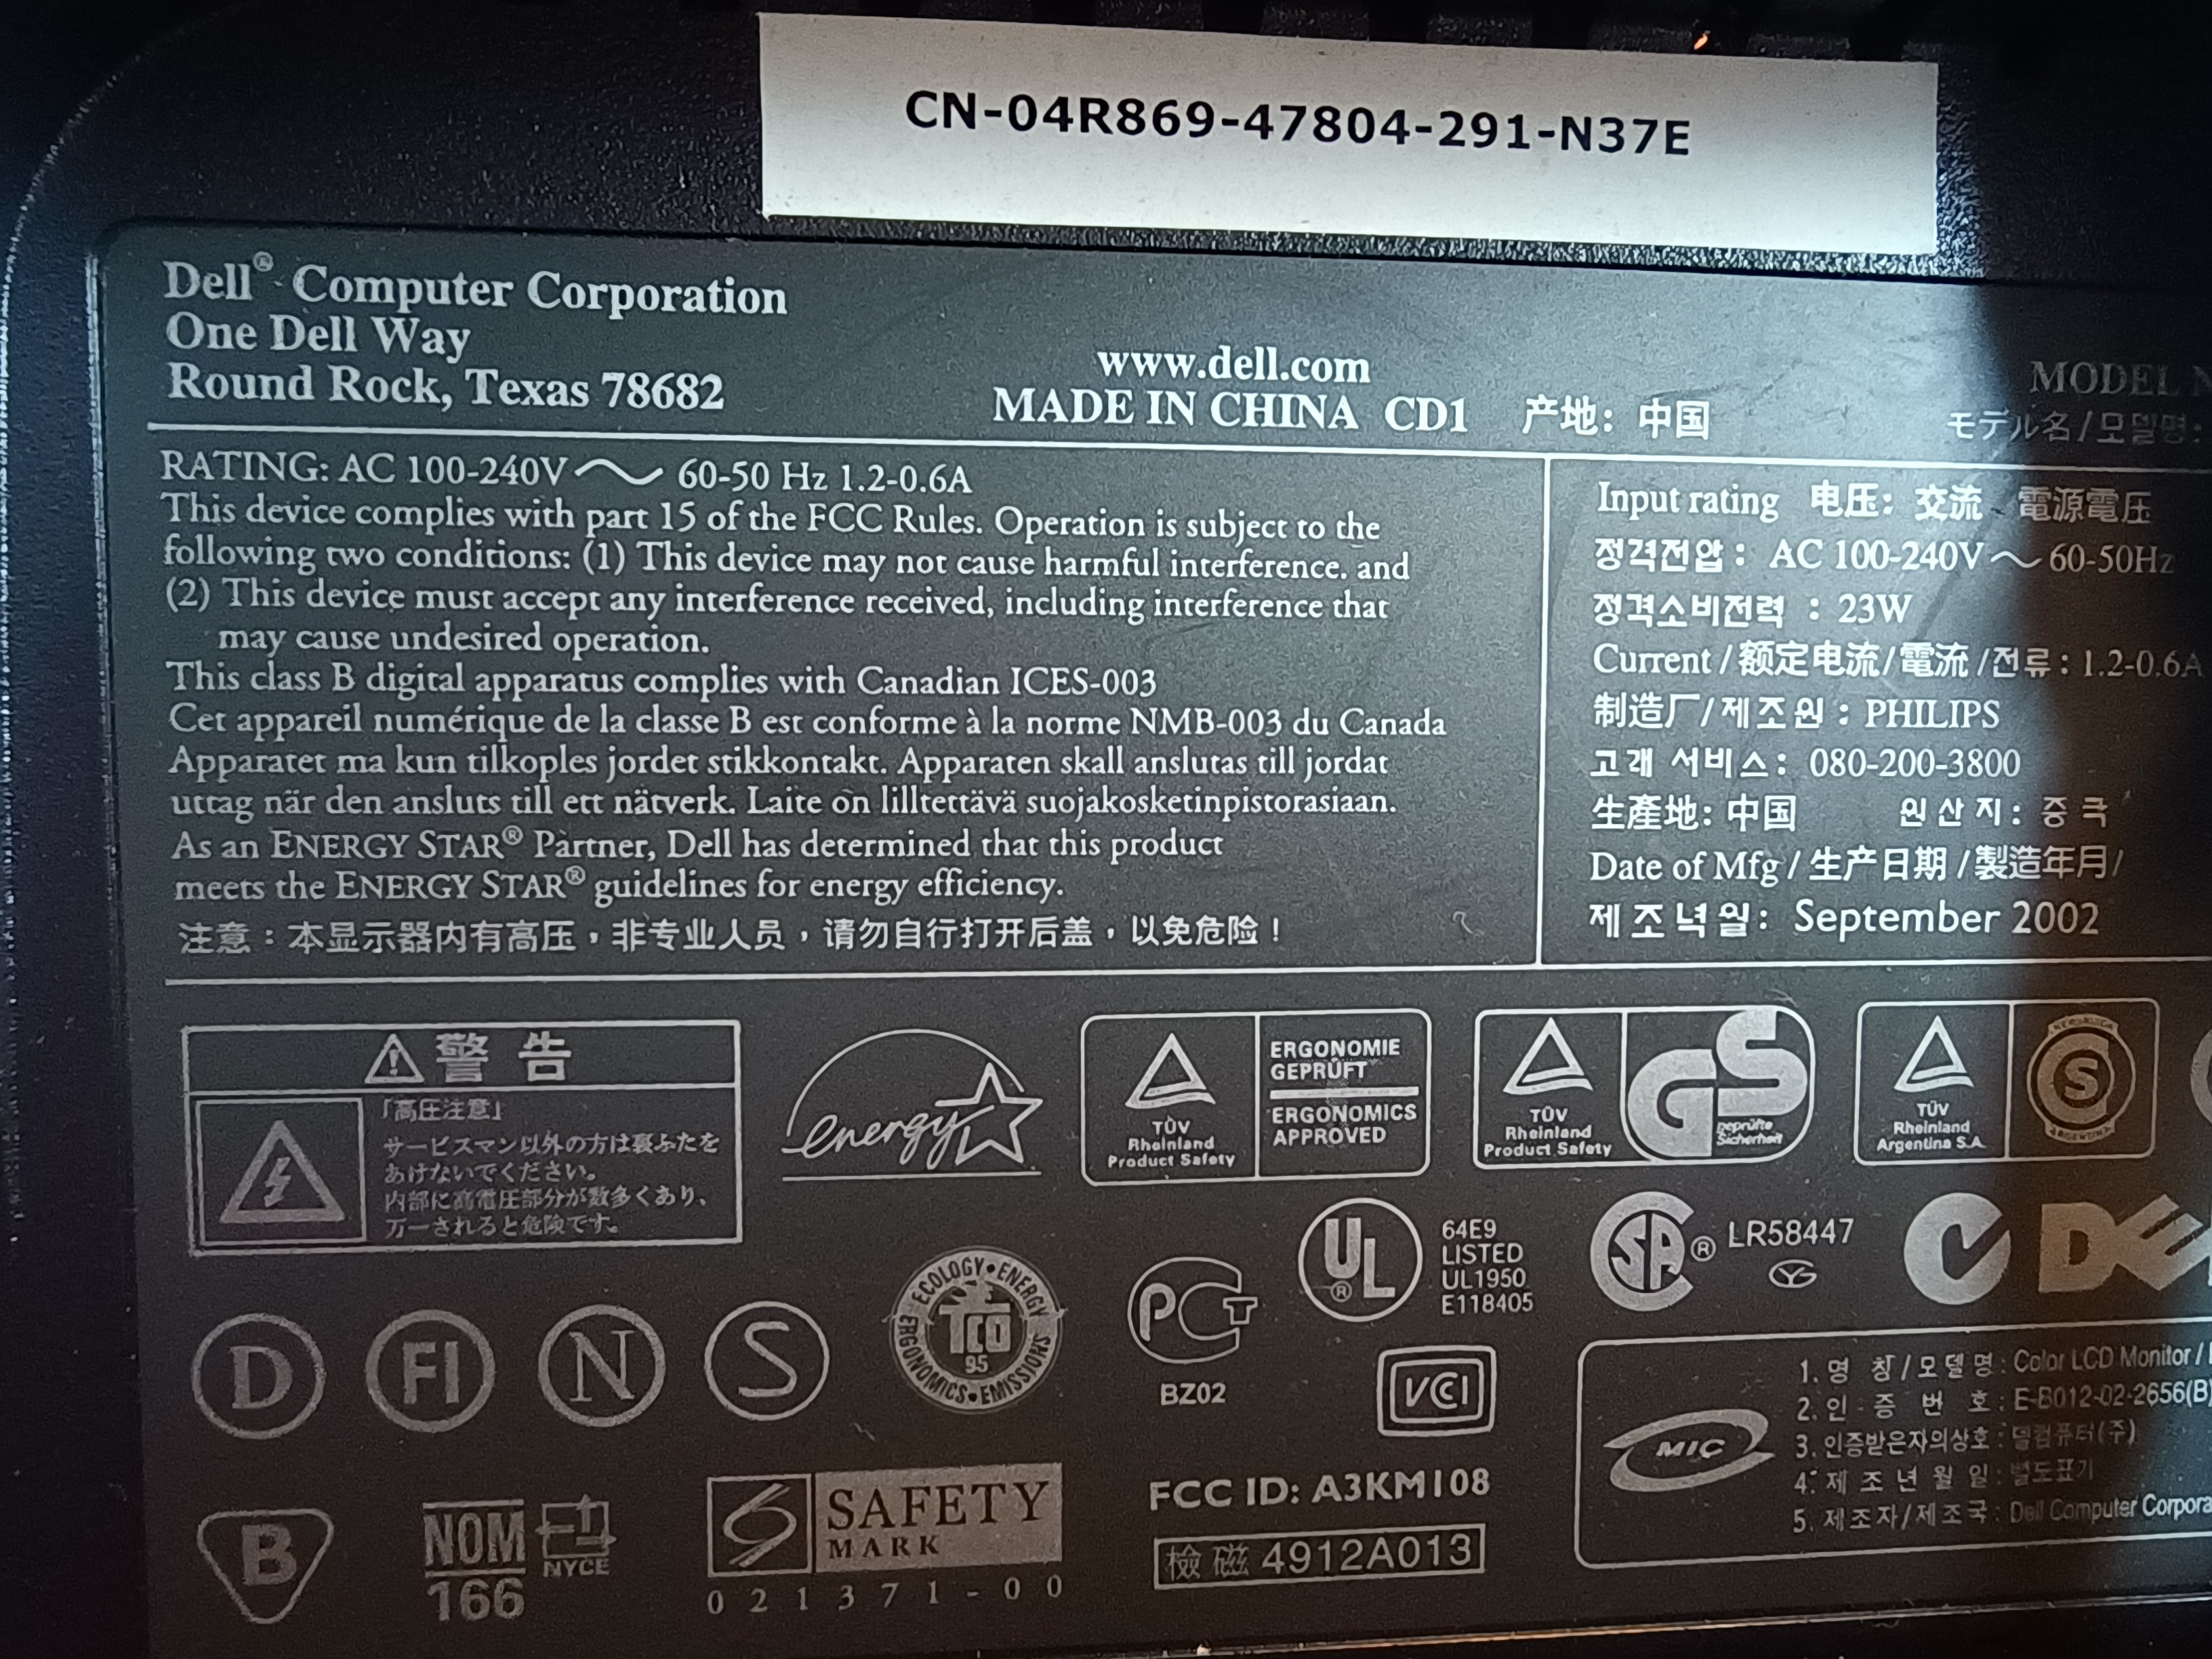 CN-04R869-47804-291-N37E
Dell® Computer Corporation
One Dell Way
Round Rock, Texas 78682
www.dell.com
MADE IN CHINA CD1 产地: 中国
MODEL
モデル名/모델명:
RATING: AC 100-240V 60-50 Hz 1.2-0.6A
This device complies with part 15 of the FCC Rules. Operation is subject to the
following two conditions: (1) This device may not cause harmful interference. and
(2) This device must accept any interference received, including interference that
may cause undesired operation.
This class B digital apparatus complies with Canadian ICES-003
Cet appareil numérique de la classe B est conforme à la norme NMB-003 du Canada
Apparatet ma kun tilkoples jordet stikkontakt. Apparaten skall anslutas till jordat
uttag när den ansluts till ett nätverk. Laite on lilltettävä suojakosketinpistorasiaan.
As an ENERGY STAR® Partner, Dell has determined that this product
meets the ENERGY STAR® guidelines for energy efficiency.
注意：本显示器内有高压，非专业人员，请勿自行打开后盖，以免危险！
Input rating 电压: 交流 電源電圧
정격전압: AC 100-240V～60-50Hz
정격소비전력 : 23W
Current / 额定电流 / 電流 / 전류 : 1.2-0.6A
制造厂/제조원 : PHILIPS
고객 서비스: 080-200-3800
生産地: 中国 원산지: 중국
Date of Mfg / 生产日期 / 製造年月/
제조년월: September 2002
警告
「高圧注意」
サービスマン以外の方は裏ぶたを
あけないでください。
内部に高電圧部分が数多くあり、
万一されると危険です。
energy
TÜV
Rheinland
Product Safety
ERGONOMIE
GEPRÜFT
ERGONOMICS
APPROVED
TÜV
Rheinland
Product Safety
GS
geprüfte
Sicherheit
TÜV
Rheinland
Argentina S.A.
S
ARGENTINA
D
FI
N
S
ECOLOGY • ENERGY
TCO
95
ERGONOMICS • EMISSIONS
PCT
BZ02
UL ®
64E9
LISTED
UL1950
E118405
SA ® LR58447
VCI
B
NOM
166
NYCE
SAFETY
MARK
021371-00
FCC ID: A3KM108
檢磁 4912A013
MIC
1. 명 칭/모델명 : Color LCD Monitor /
2. 인 증 번 호 : E-B012-02-2656(B)
3. 인증받은자의상호 : 델컴퓨터(주)
4. 제 조 년 월 일 : 별도표기
5. 제조자/제조국 : Dell Computer